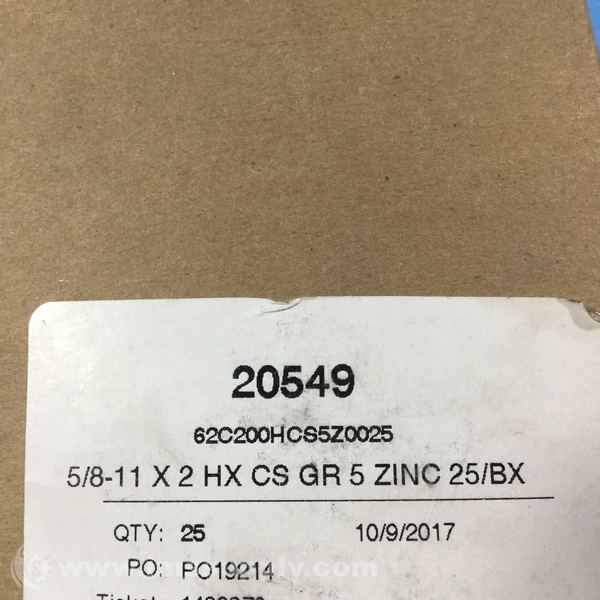 20549
62C200HCS5Z0025
5/8-11 X 2 HX CS GR 5 ZINC 25/BX
QTY: 25 10/9/2017
PO: PO19214